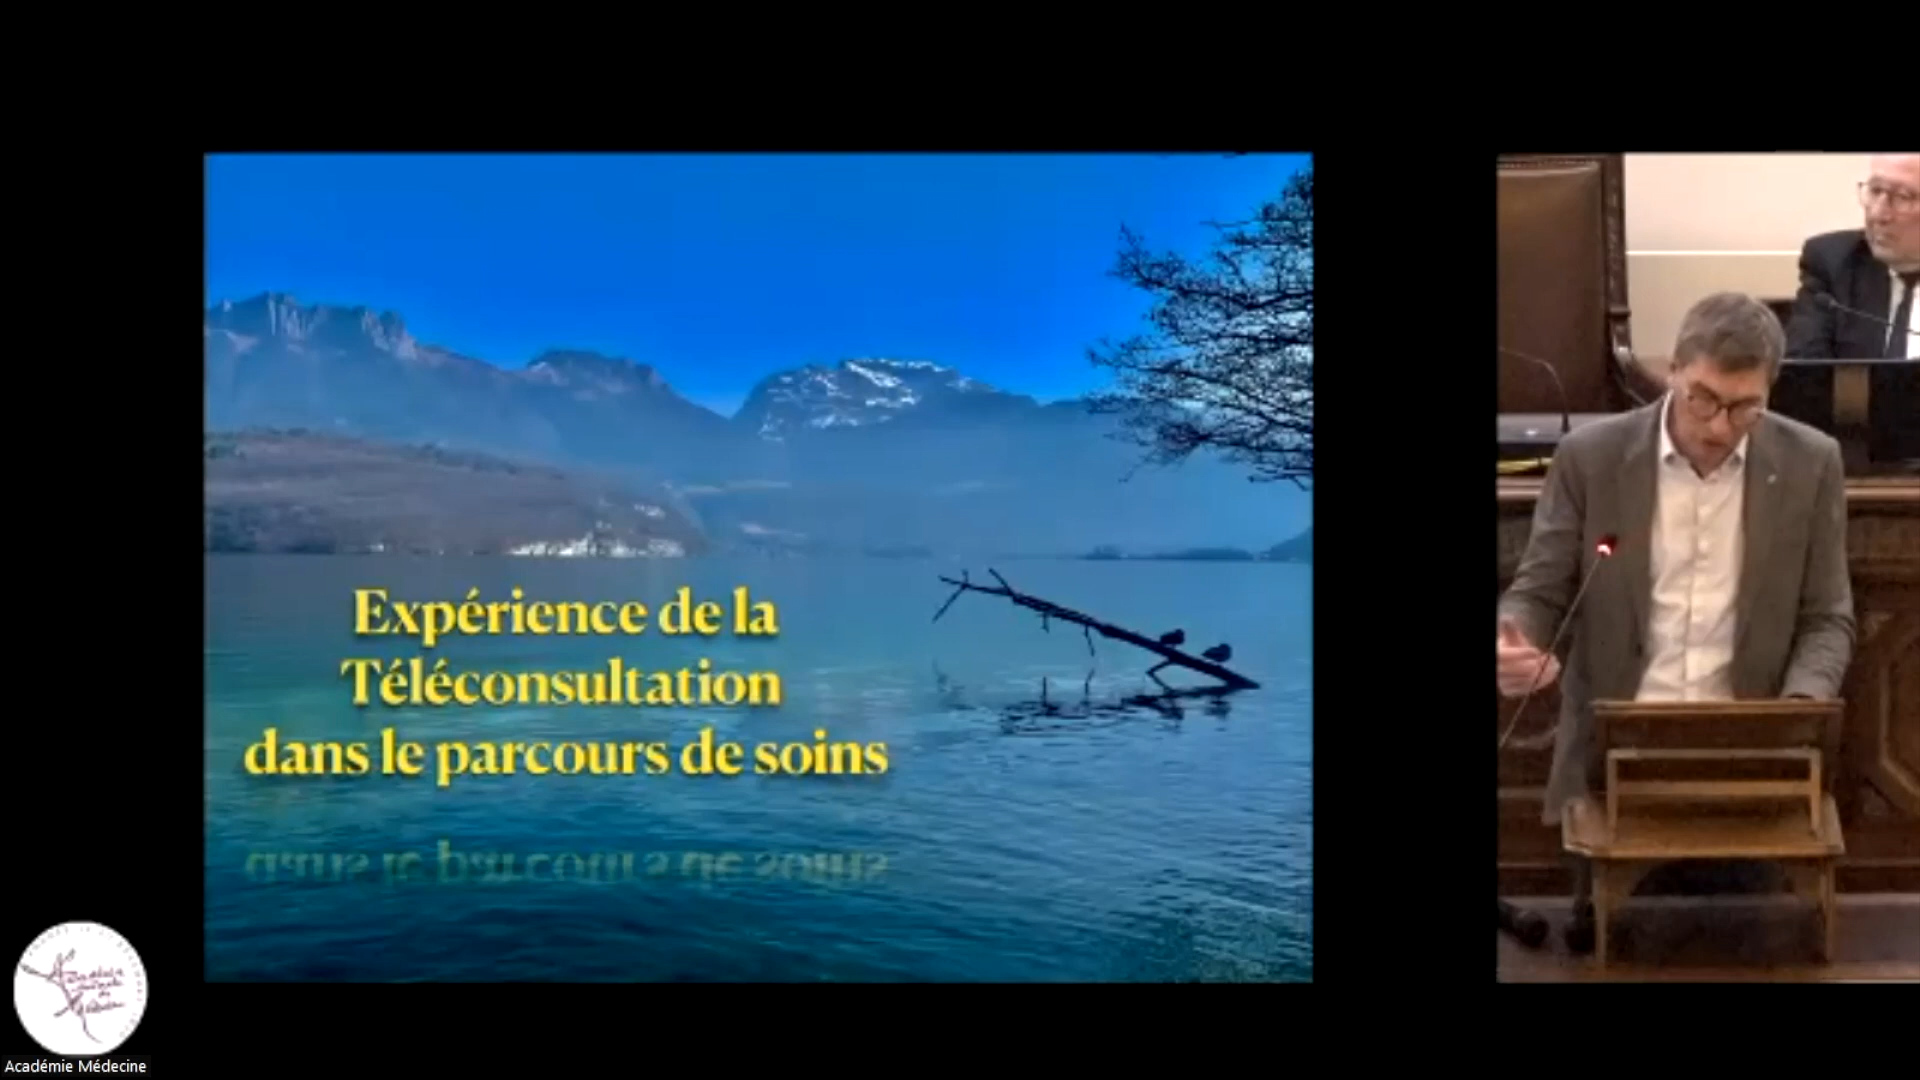 Expérience de la
Téléconsultation
dans le parcours de soins
Académie Médecine